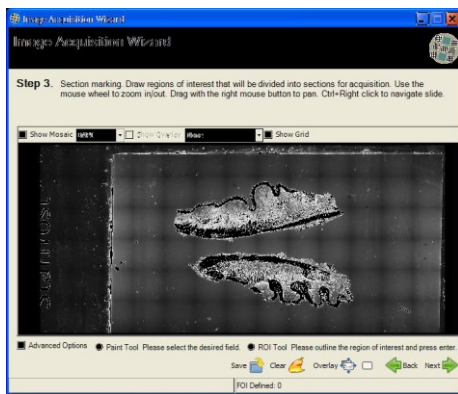 Image Acquisition Wizard
Image Acquisition Wizard
Step 3. Section marking. Draw regions of interest that will be divided into sections for acquisition. Use the
mouse wheel to zoom in/out. Drag with the right mouse button to pan. Ctrl+Right click to navigate slide.
Show Mosaic Show Overlay Show Grid
Advanced Options Paint Tool Please select the desired field. ROI Tool Please outline the region of interest and press enter.
Save Clear Overlay Back Next
FOI Defined: 0